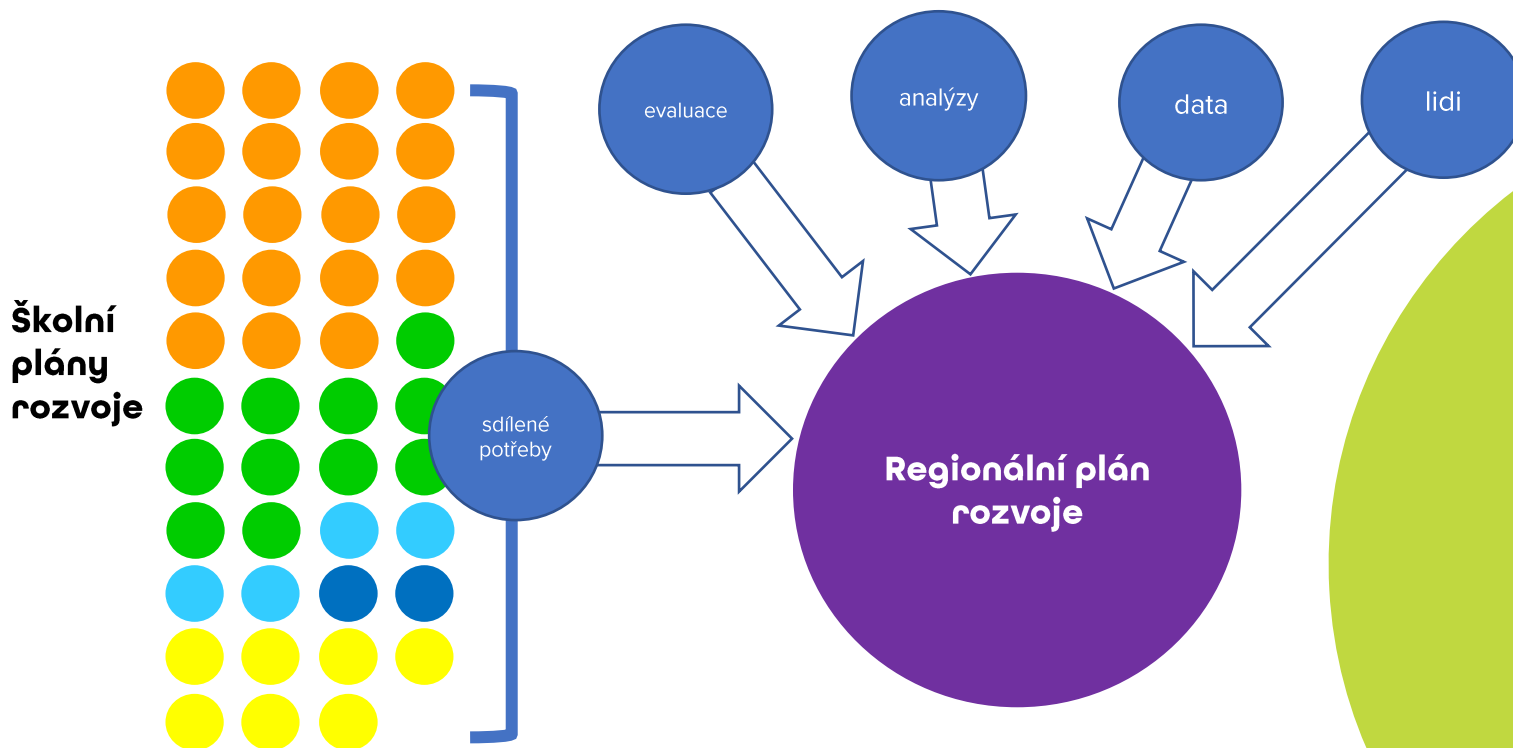 evaluace
analýzy
data
lidi
Školní
plány
rozvoje
sdílené
potřeby
Regionální plán
rozvoje